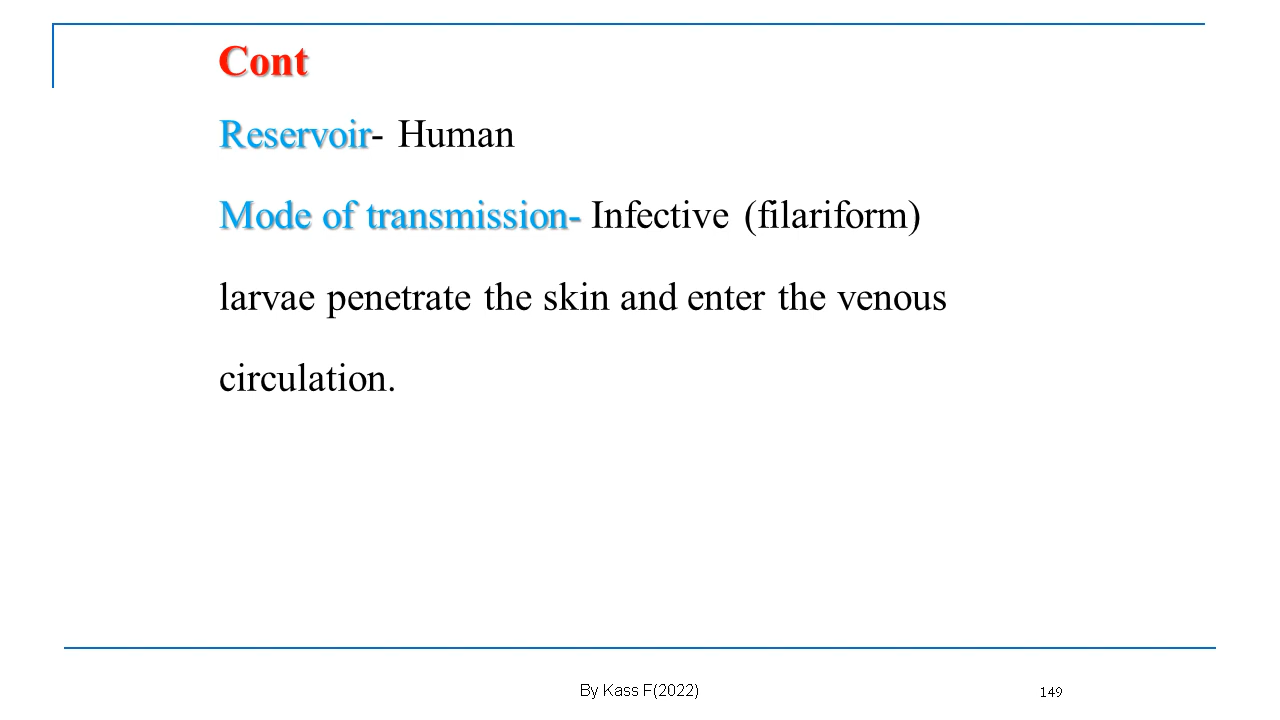 Cont
Reservoir- Human
Mode of transmission- Infective (filariform)
larvae penetrate the skin and enter the venous
circulation.
By Kass F(2022)
149